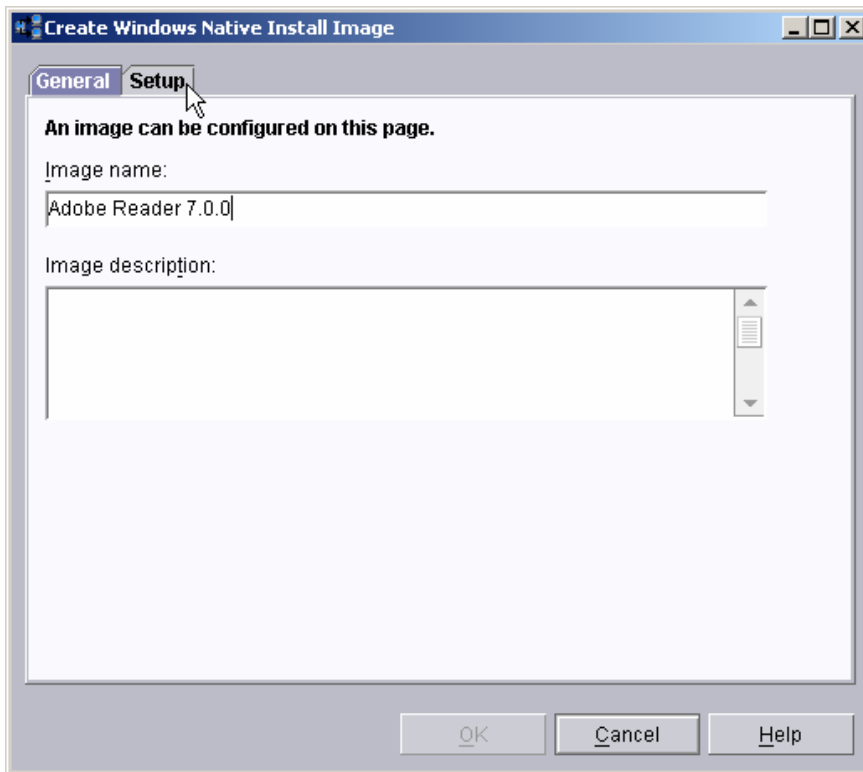 Create Windows Native Install Image
General Setup
An image can be configured on this page.
Image name:
Adobe Reader 7.0.0
Image description:
OK Cancel Help